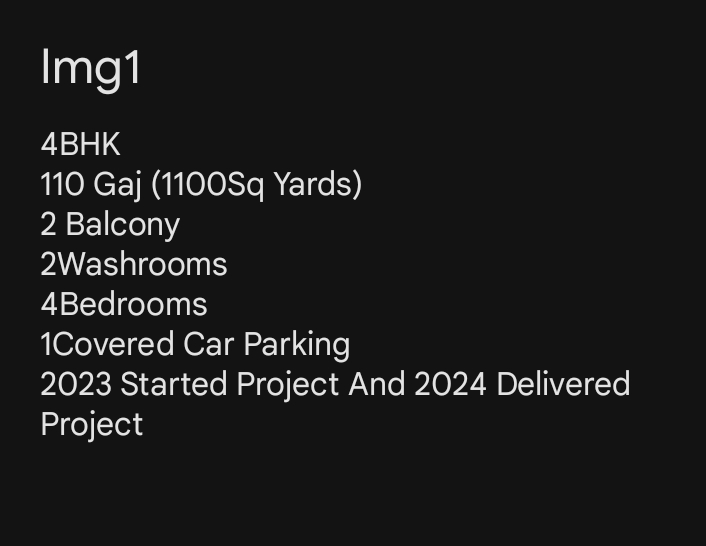 Img1
4BHK
110 Gaj (1100Sq Yards)
2 Balcony
2Washrooms
4Bedrooms
1Covered Car Parking
2023 Started Project And 2024 Delivered
Project